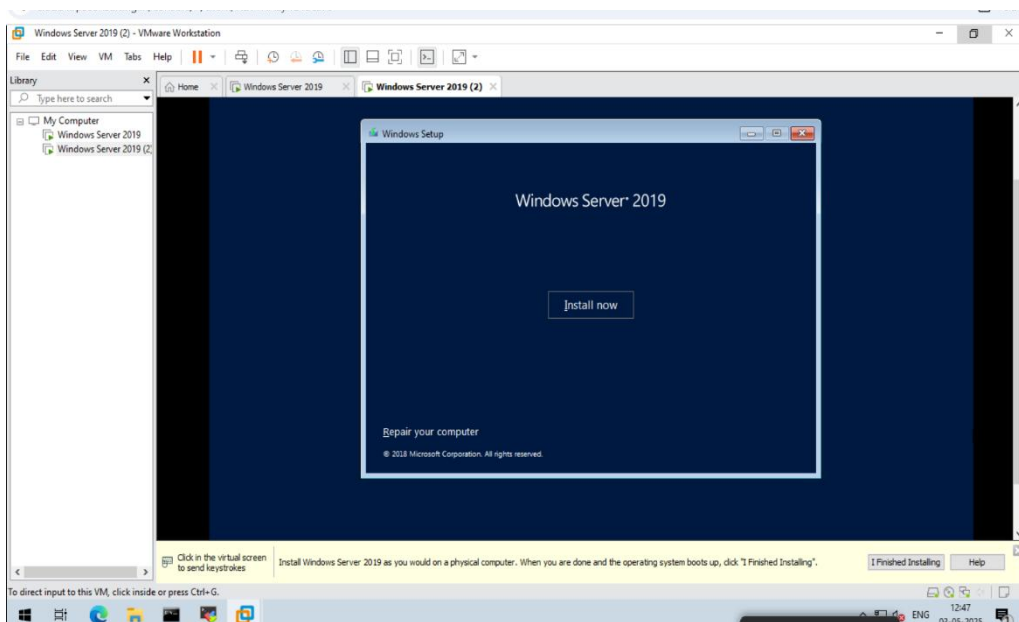 Windows Server 2019 (2) - VMware Workstation
File Edit View VM Tabs Help
Library
Type here to search
My Computer
Windows Server 2019
Windows Server 2019 (2)
Home
Windows Server 2019
Windows Server 2019 (2)
Windows Setup
Windows Server® 2019
Install now
Repair your computer
© 2018 Microsoft Corporation. All rights reserved.
Click in the virtual screen
to send keystrokes
Install Windows Server 2019 as you would on a physical computer. When you are done and the operating system boots up, click "I Finished Installing".
I Finished Installing
Help
To direct input to this VM, click inside or press Ctrl+G.
ENG
12:47
03-05-2025